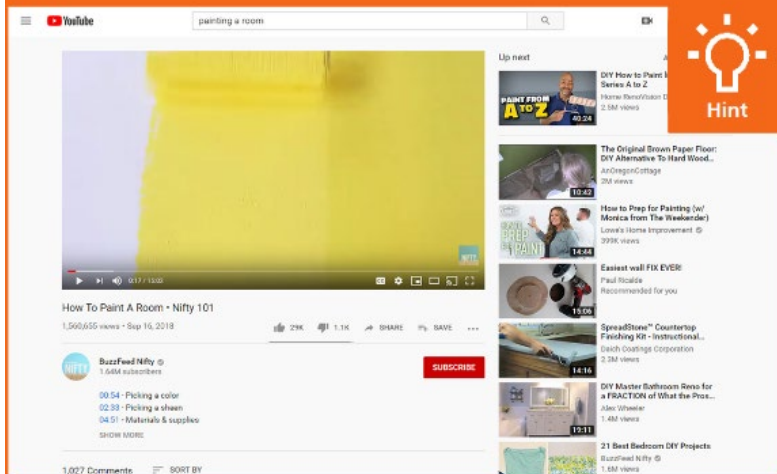 YouTube
painting a room
Hint
NIFTY
0:17 / 15:03
How To Paint A Room • Nifty 101
1,560,655 views • Sep 16, 2018
29K
1.1K
SHARE
SAVE
NIFTY
BuzzFeed Nifty
1.64M subscribers
SUBSCRIBE
00:54 - Picking a color
02:33 - Picking a sheen
04:51 - Materials & supplies
SHOW MORE
1,027 Comments
SORT BY
Up next
PAINT FROM
A TO Z
40:24
DIY How to Paint
Series A to Z
Home RenoVision D
2.5M views
10:42
The Original Brown Paper Floor:
DIY Alternative To Hard Wood...
AnOregonCottage
2M views
PREP
PAINT
14:44
How to Prep for Painting (w/
Monica from The Weekender)
Lowe's Home Improvement
399K views
15:06
Easiest wall FIX EVER!
Paul Ricalde
Recommended for you
14:16
SpreadStone™ Countertop
Finishing Kit - Instructional...
Daich Coatings Corporation
2.3M views
DIY Master Bathroom Reno for
a FRACTION of What the Pros...
Alex Wheeler
1.4M views
21 Best Bedroom DIY Projects
BuzzFeed Nifty
1.6M views